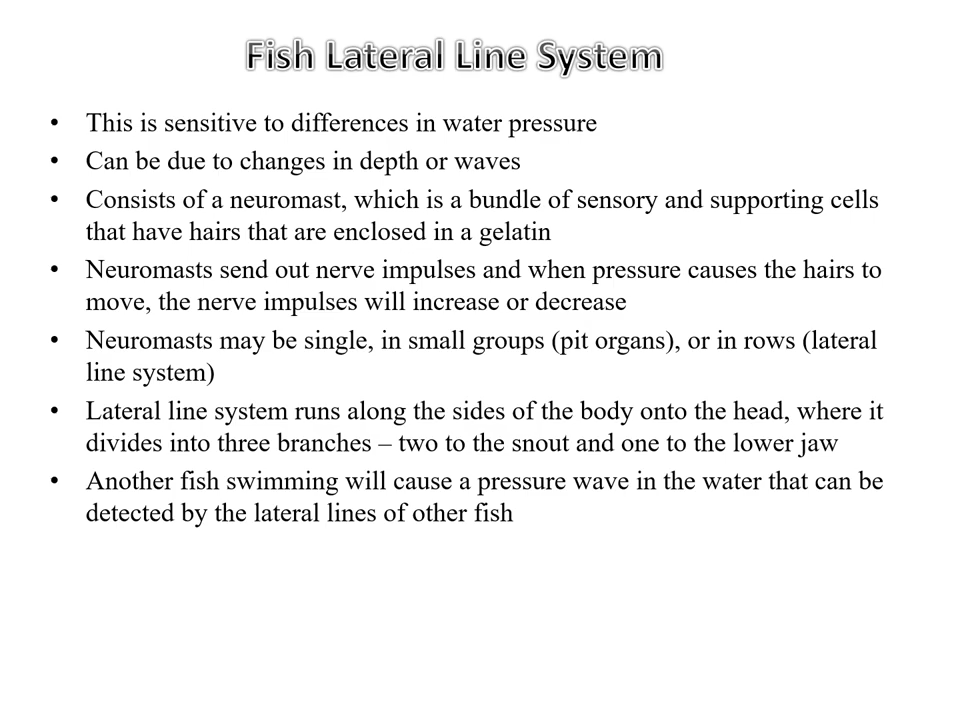 Fish Lateral Line System
• This is sensitive to differences in water pressure
• Can be due to changes in depth or waves
• Consists of a neuromast, which is a bundle of sensory and supporting cells
that have hairs that are enclosed in a gelatin
• Neuromasts send out nerve impulses and when pressure causes the hairs to
move, the nerve impulses will increase or decrease
• Neuromasts may be single, in small groups (pit organs), or in rows (lateral
line system)
• Lateral line system runs along the sides of the body onto the head, where it
divides into three branches – two to the snout and one to the lower jaw
• Another fish swimming will cause a pressure wave in the water that can be
detected by the lateral lines of other fish